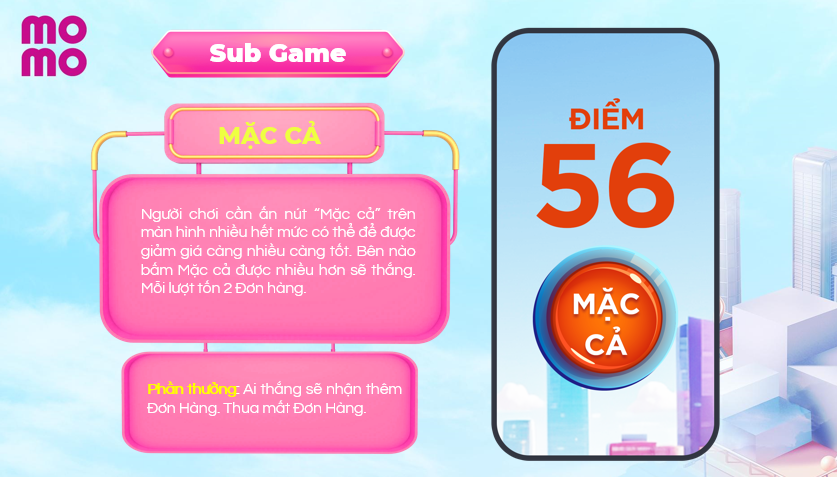 mo
mo
Sub Game
MẶC CẢ
Người chơi cần ấn nút “Mặc cả” trên
màn hình nhiều hết mức có thể để được
giảm giá càng nhiều càng tốt. Bên nào
bấm Mặc cả được nhiều hơn sẽ thắng.
Mỗi lượt tốn 2 Đơn hàng.
Phần thưởng: Ai thắng sẽ nhận thêm
Đơn Hàng. Thua mất Đơn Hàng.
ĐIỂM
56
MẶC
CẢ